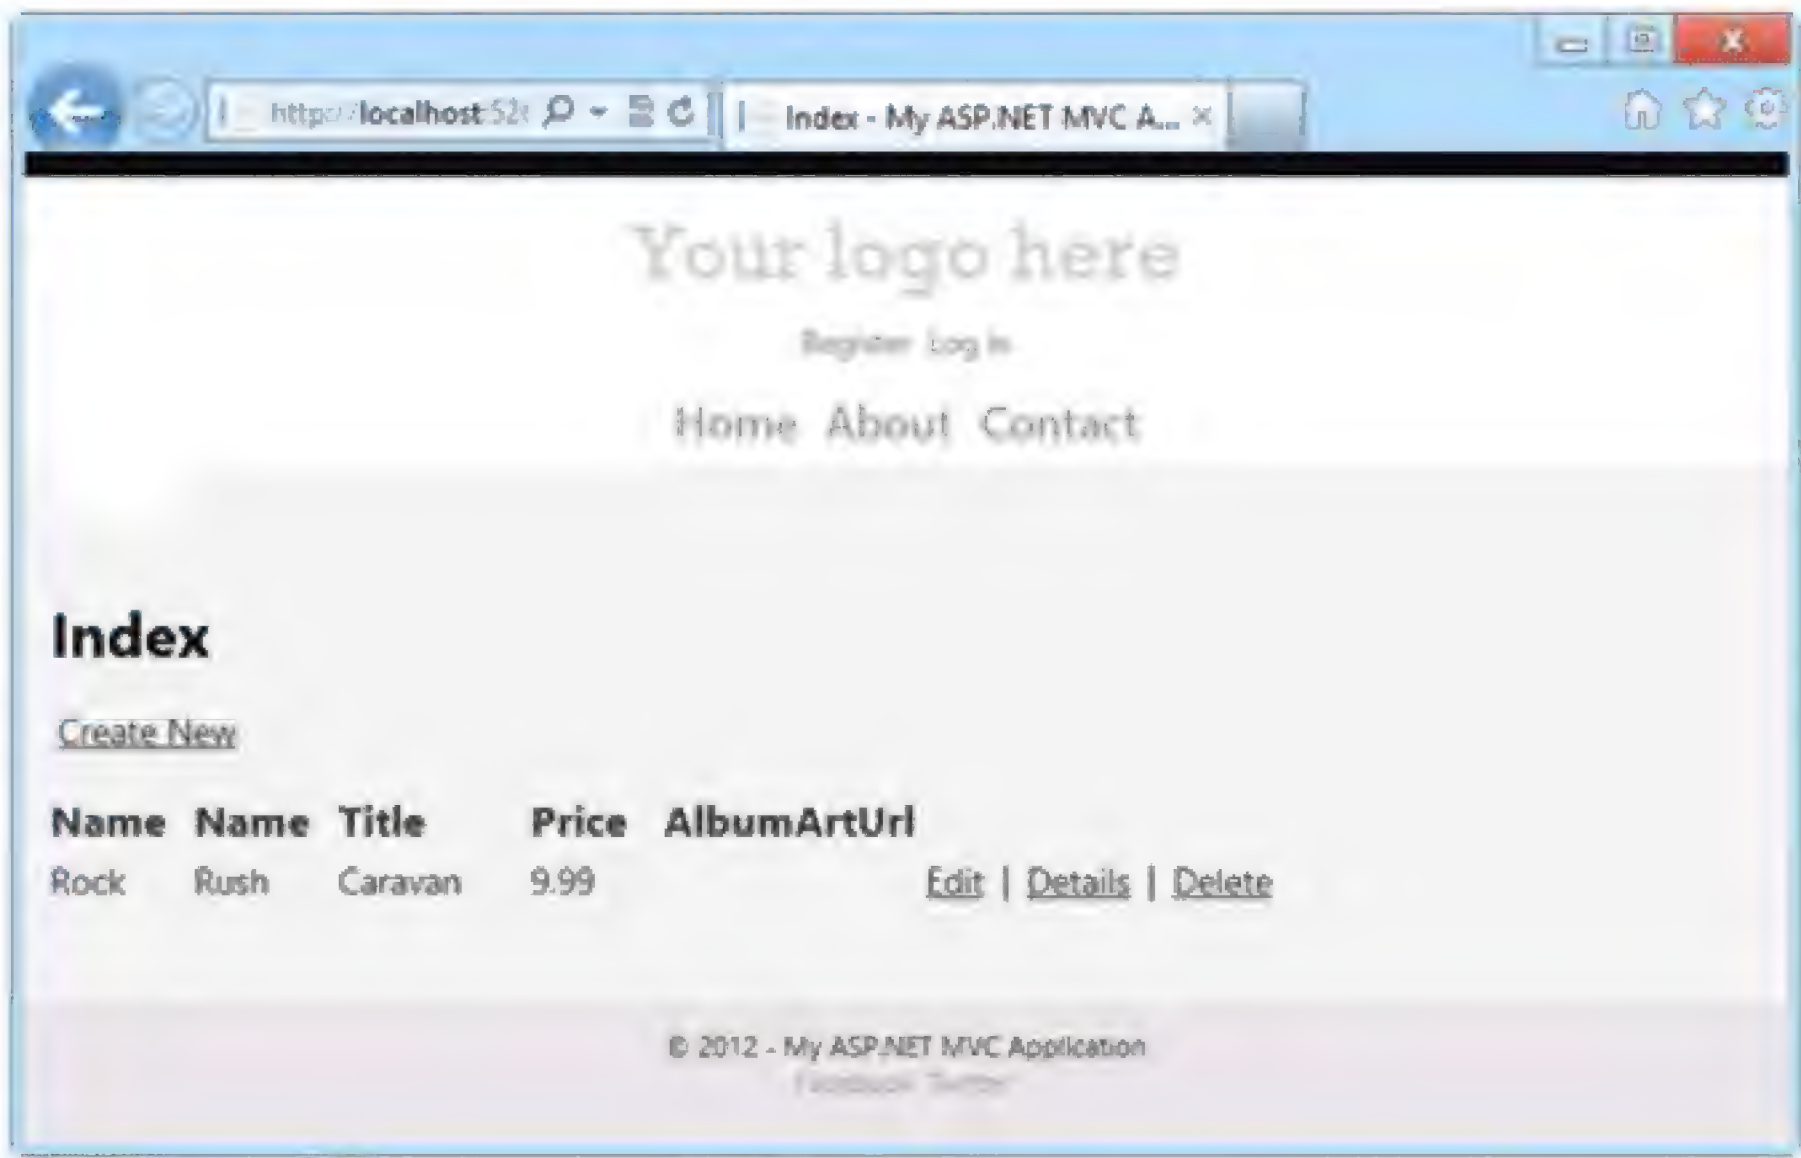 http://localhost:52
Index - My ASP.NET MVC A...
Your logo here
Register Log in
Home About Contact
Index
Create New
Name Name Title Price AlbumArtUrl
Rock Rush Caravan 9.99 Edit | Details | Delete
© 2012 - My ASP.NET MVC Application
Facebook Twitter